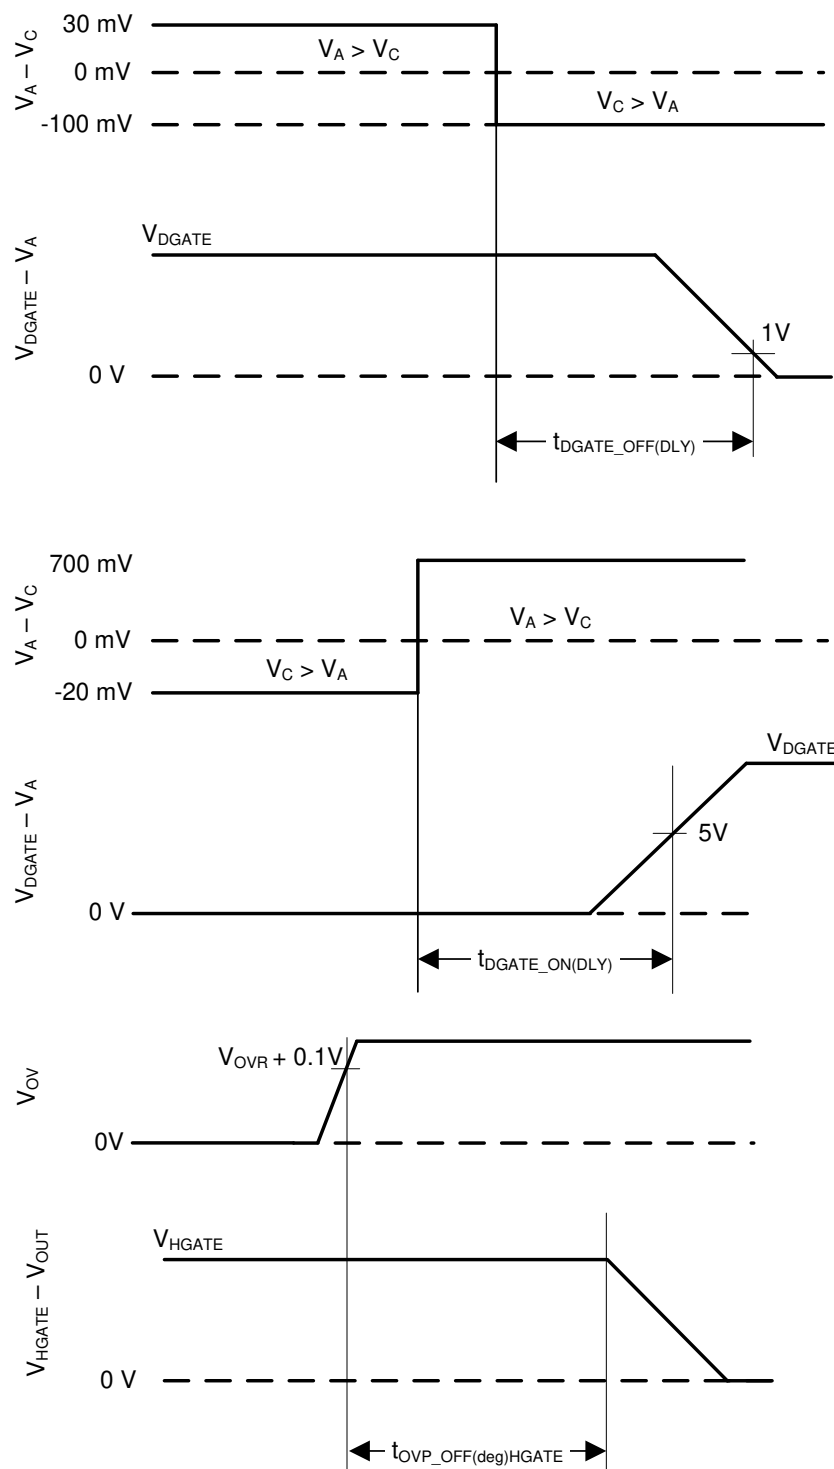 V_A – V_C
30 mV
V_A > V_C
0 mV
V_C > V_A
-100 mV
V_DGATE – V_A
V_DGATE
1V
0 V
t_DGATE_OFF(DLY)
V_A – V_C
700 mV
V_A > V_C
0 mV
V_C > V_A
-20 mV
V_DGATE – V_A
V_DGATE
5V
0 V
t_DGATE_ON(DLY)
V_OV
V_OVR + 0.1V
0V
V_HGATE – V_OUT
V_HGATE
0 V
t_OVP_OFF(deg)HGATE